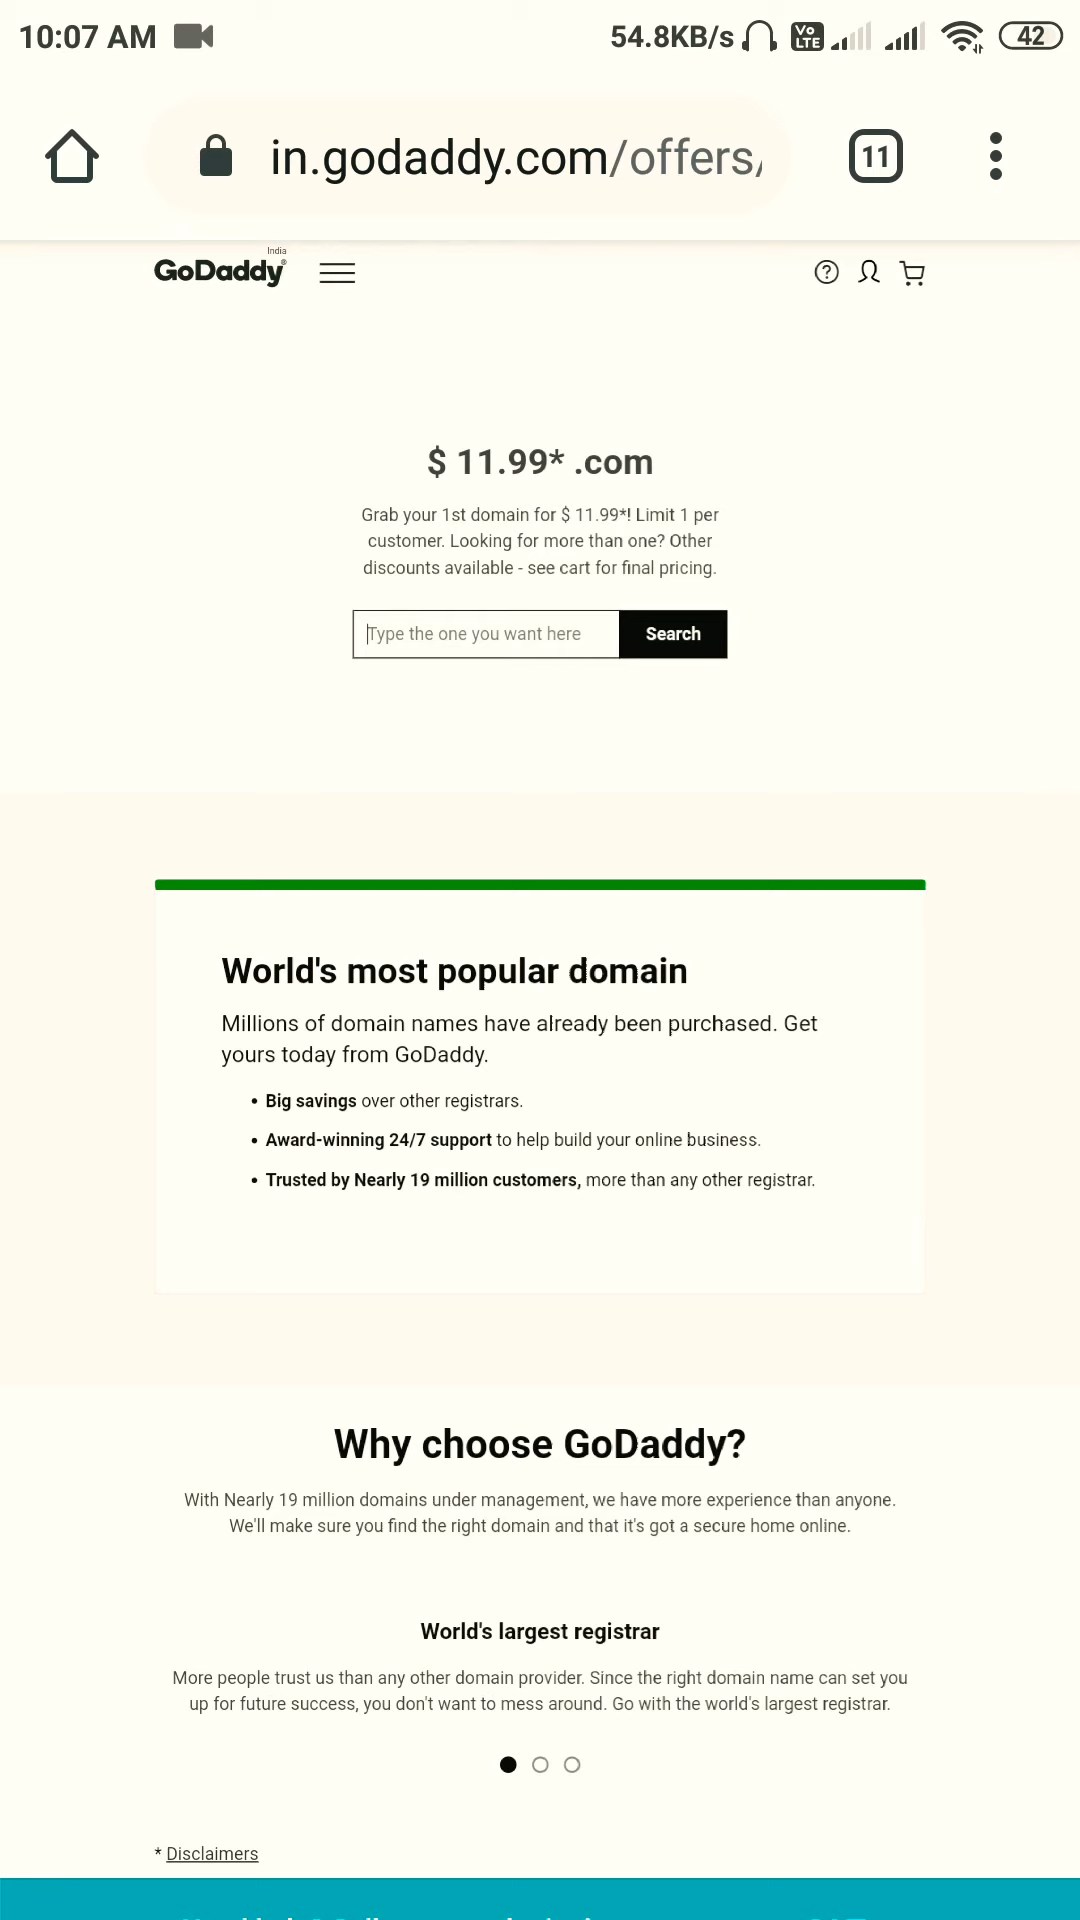 10:07 AM
54.8KB/s
Vo
LTE
42
in.godaddy.com/offers/
11
India
GoDaddy®
$ 11.99* .com
Grab your 1st domain for $ 11.99*! Limit 1 per
customer. Looking for more than one? Other
discounts available - see cart for final pricing.
Type the one you want here
Search
World's most popular domain
Millions of domain names have already been purchased. Get
yours today from GoDaddy.
• Big savings over other registrars.
• Award-winning 24/7 support to help build your online business.
• Trusted by Nearly 19 million customers, more than any other registrar.
Why choose GoDaddy?
With Nearly 19 million domains under management, we have more experience than anyone.
We'll make sure you find the right domain and that it's got a secure home online.
World's largest registrar
More people trust us than any other domain provider. Since the right domain name can set you
up for future success, you don't want to mess around. Go with the world's largest registrar.
* Disclaimers